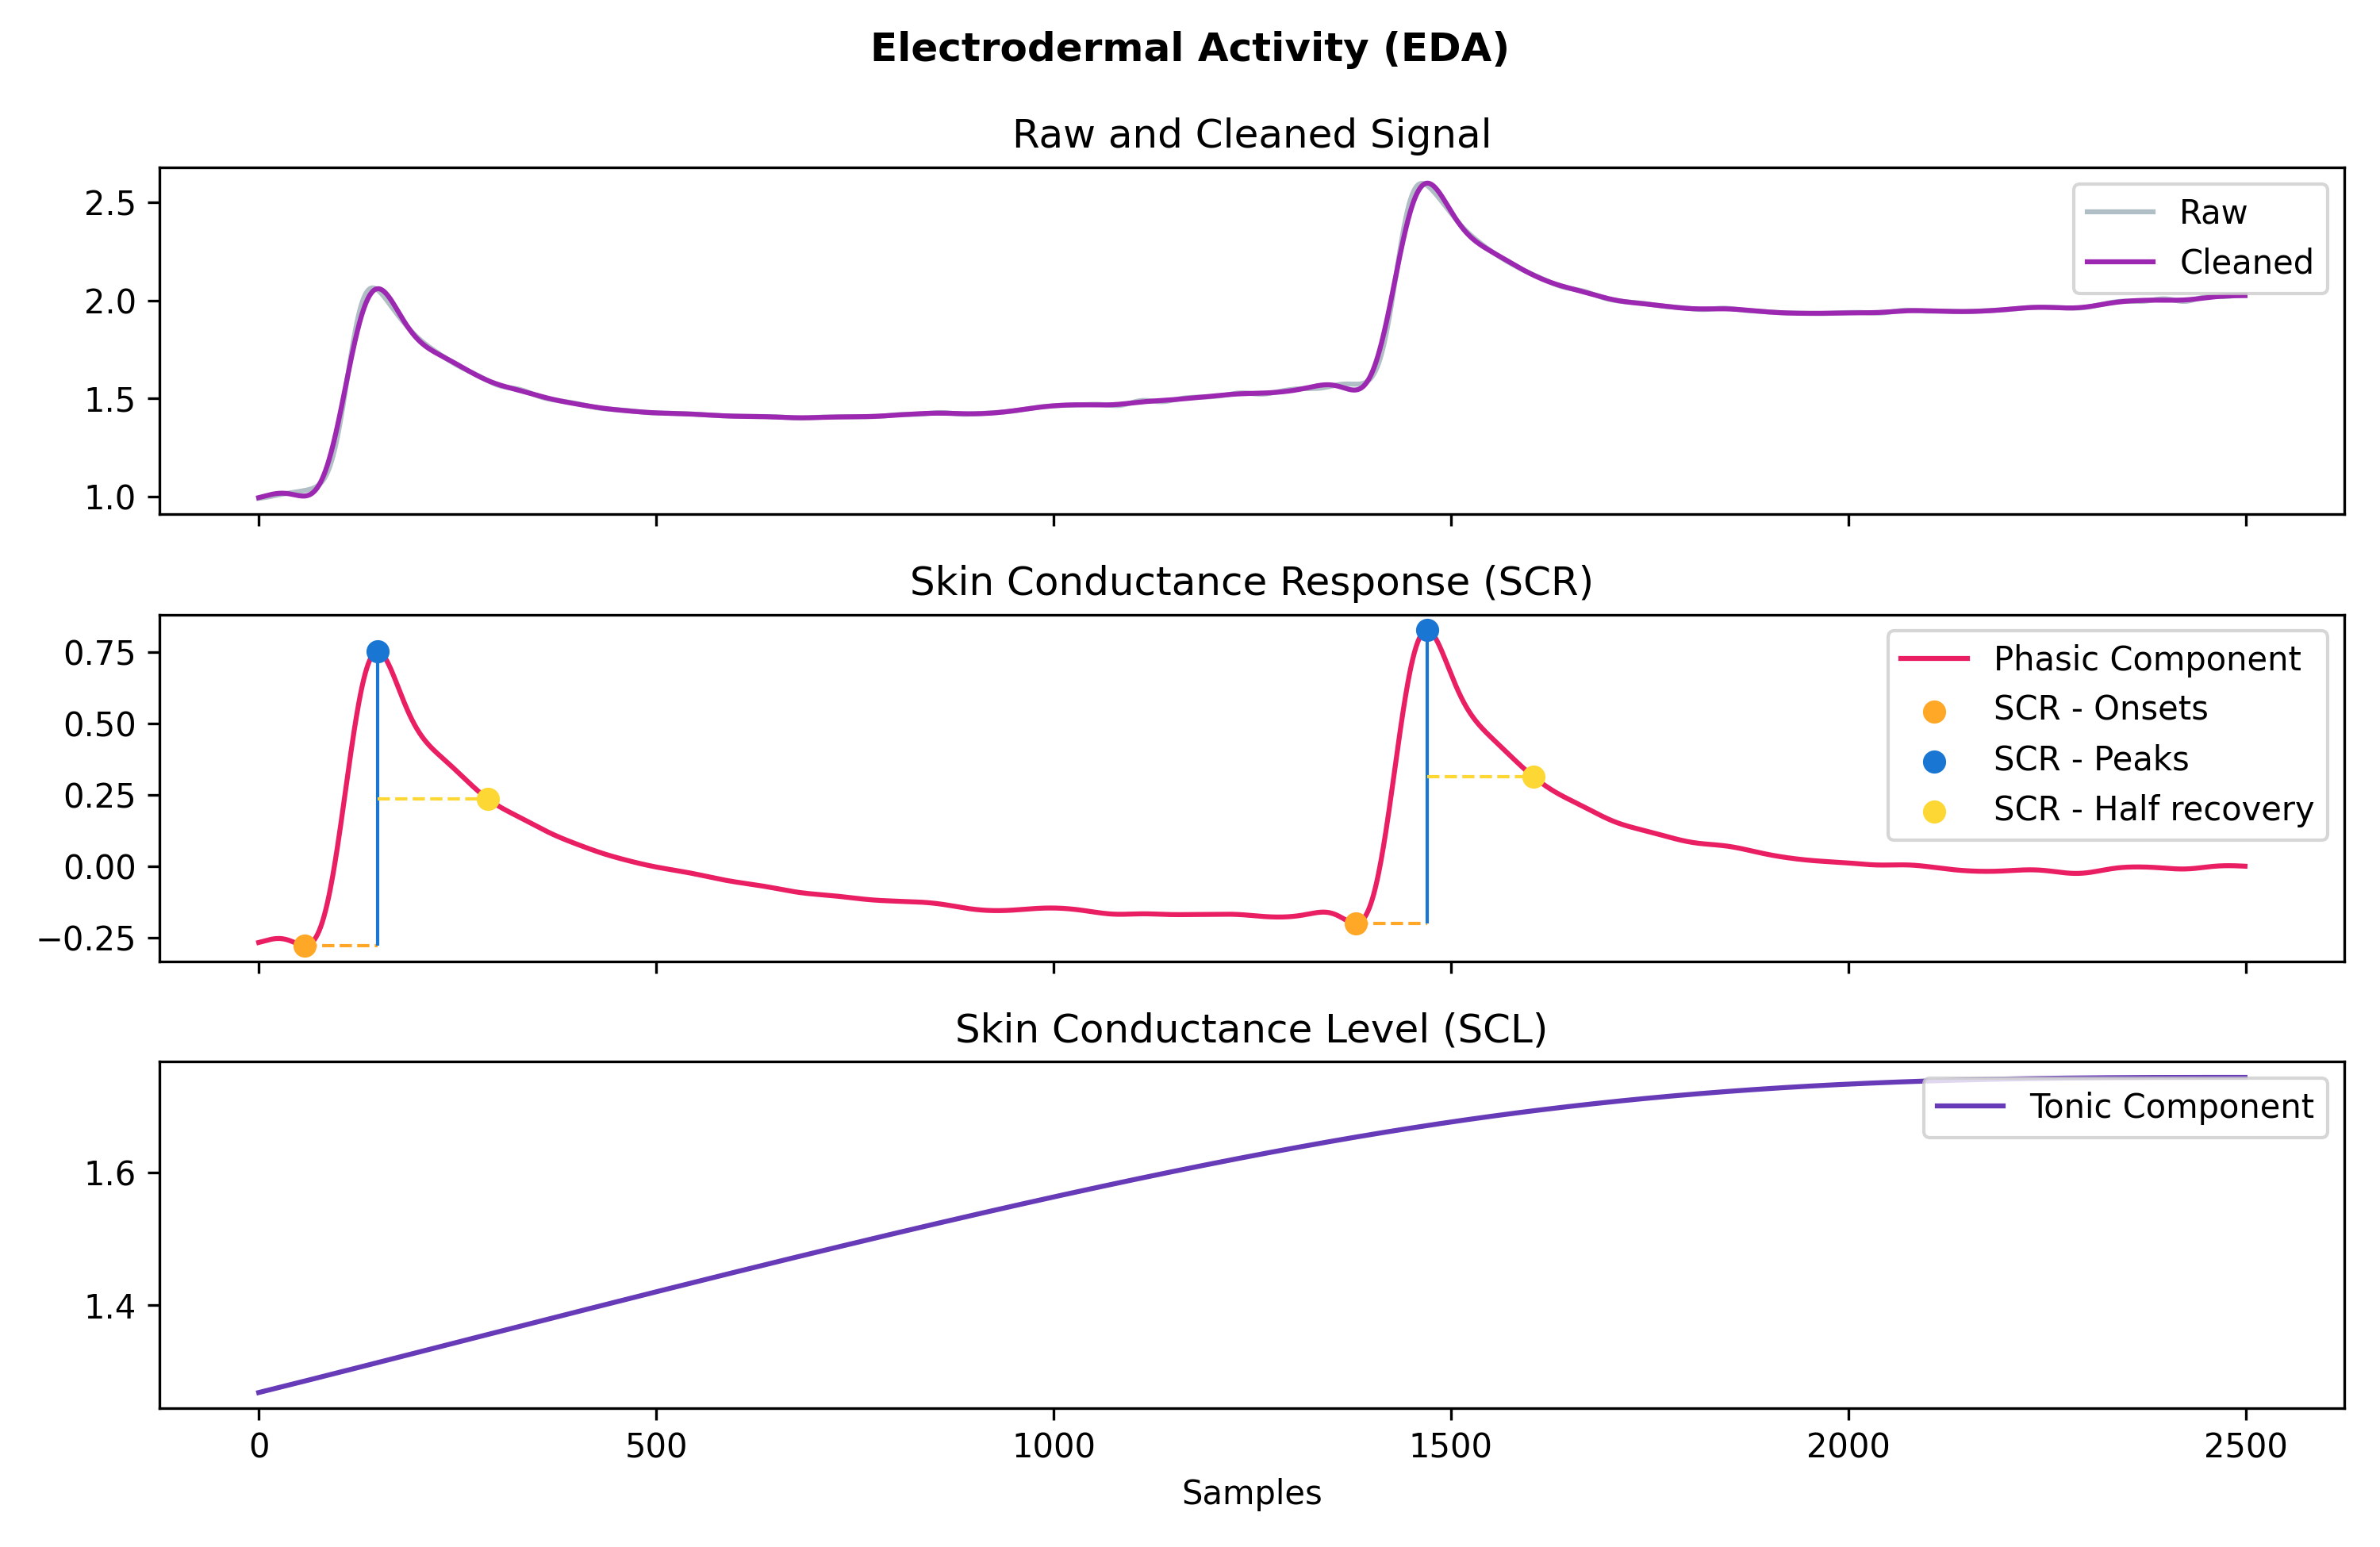 Electrodermal Activity (EDA)
Raw and Cleaned Signal
2.5
2.0
1.5
1.0
Raw
Cleaned
Skin Conductance Response (SCR)
0.75
0.50
0.25
0.00
−0.25
Phasic Component
SCR - Onsets
SCR - Peaks
SCR - Half recovery
Skin Conductance Level (SCL)
1.6
1.4
Tonic Component
0 500 1000 1500 2000 2500
Samples